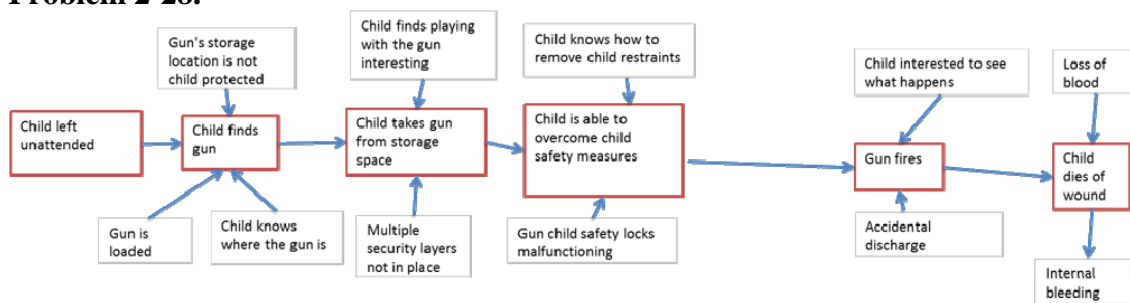 Problem 2-28.
Gun's storage
location is not
child protected
Child finds playing
with the gun
interesting
Child knows how to
remove child restraints
Child interested to see
what happens
Loss of
blood
Child left
unattended
Child finds
gun
Child takes gun
from storage
space
Child is able to
overcome child
safety measures
Gun fires
Child
dies of
wound
Gun is
loaded
Child knows
where the gun is
Multiple
security layers
not in place
Gun child safety locks
malfunctioning
Accidental
discharge
Internal
bleeding